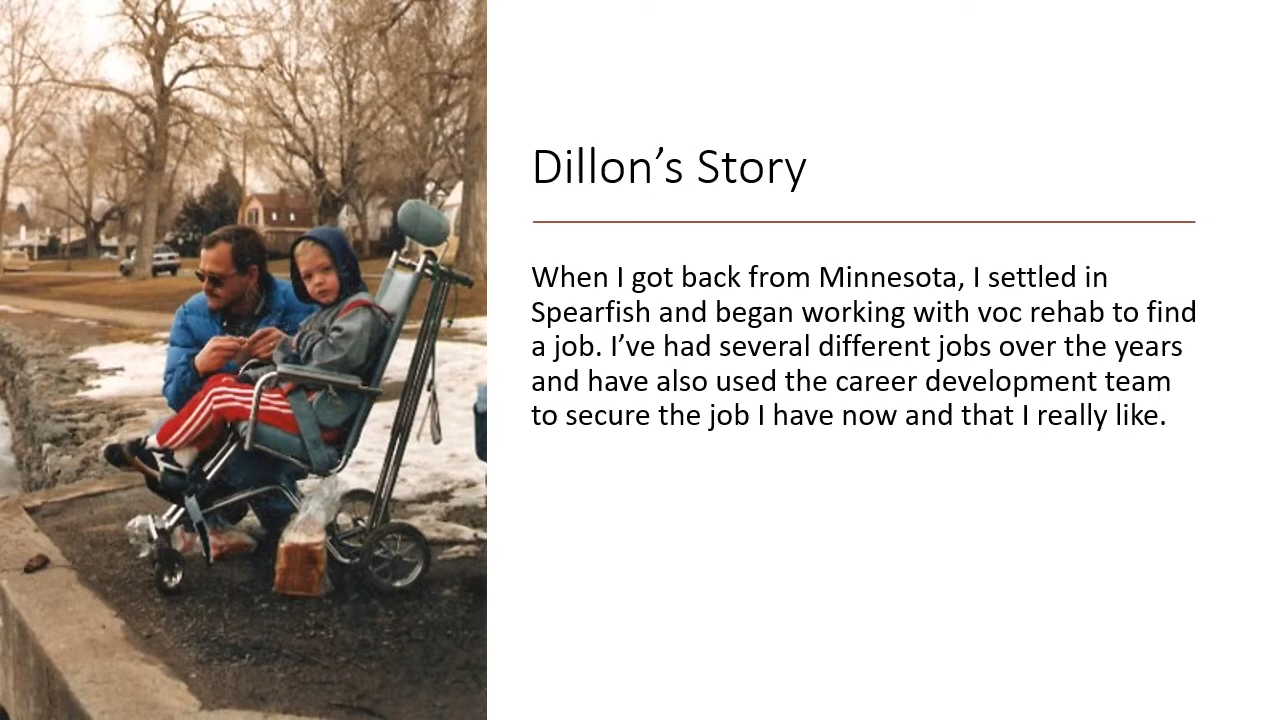 Dillon’s Story
When I got back from Minnesota, I settled in
Spearfish and began working with voc rehab to find
a job. I’ve had several different jobs over the years
and have also used the career development team
to secure the job I have now and that I really like.